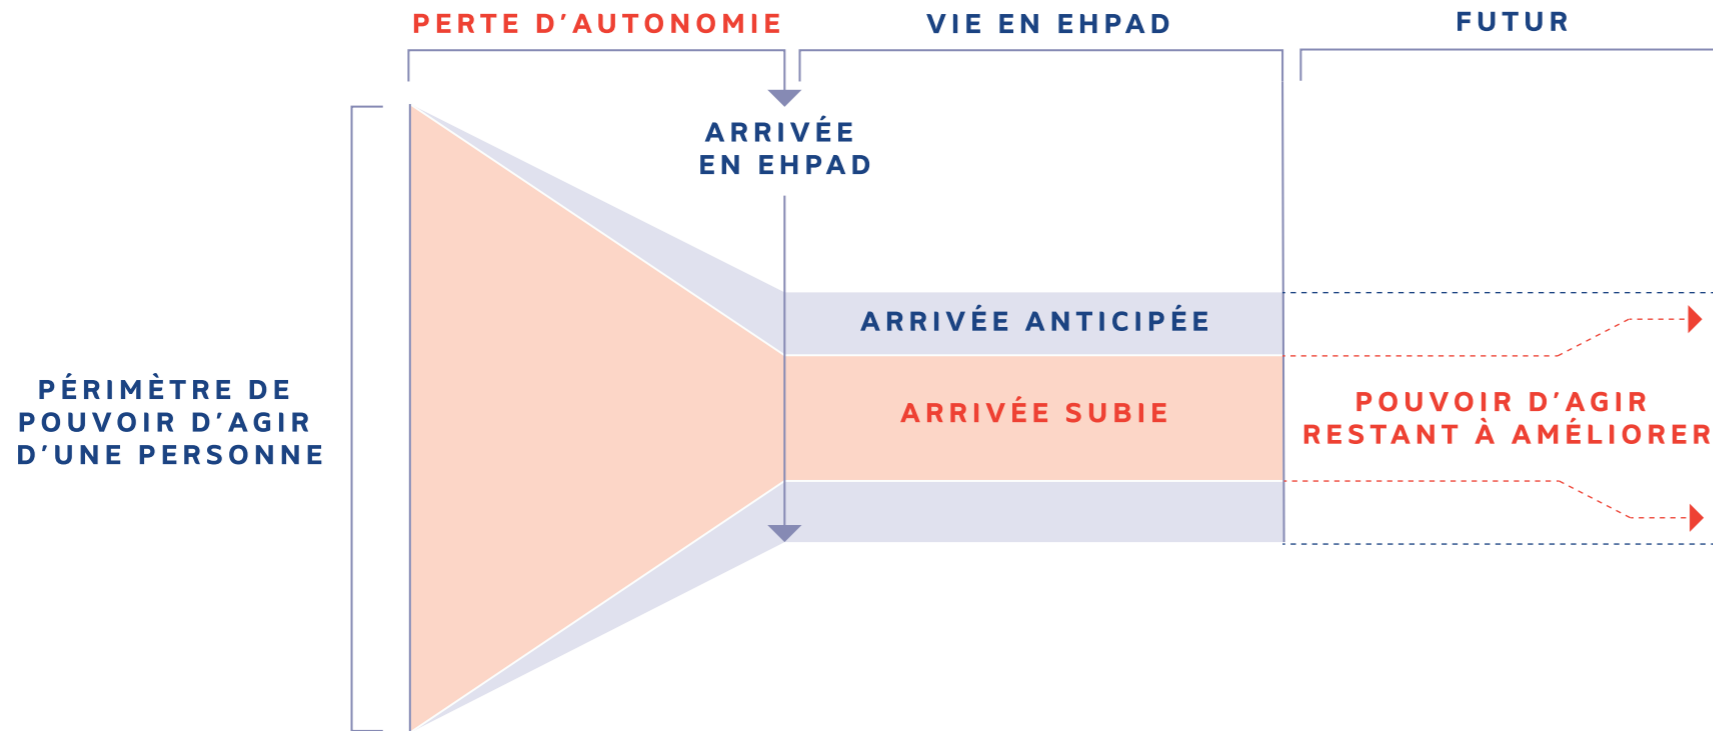 PERTE D’AUTONOMIE
VIE EN EHPAD
FUTUR
ARRIVÉE
EN EHPAD
ARRIVÉE ANTICIPÉE
PÉRIMÈTRE DE
POUVOIR D’AGIR
D’UNE PERSONNE
ARRIVÉE SUBIE
POUVOIR D’AGIR
RESTANT À AMÉLIORER